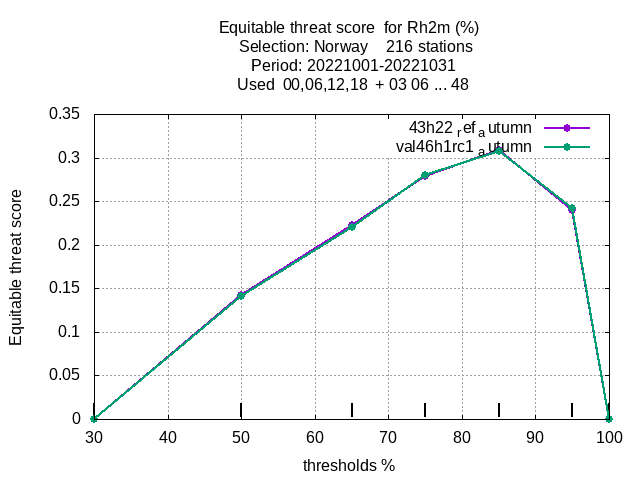 Equitable threat score  for Rh2m (%)
Selection: Norway    216 stations
Period: 20221001-20221031
Used  00,06,12,18  + 03 06 ... 48
43h22 ref a utumn
val46h1rc1 a utumn
0.35
0.3
0.25
0.2
0.15
0.1
0.05
0
Equitable threat score
30 40 50 60 70 80 90 100
thresholds %